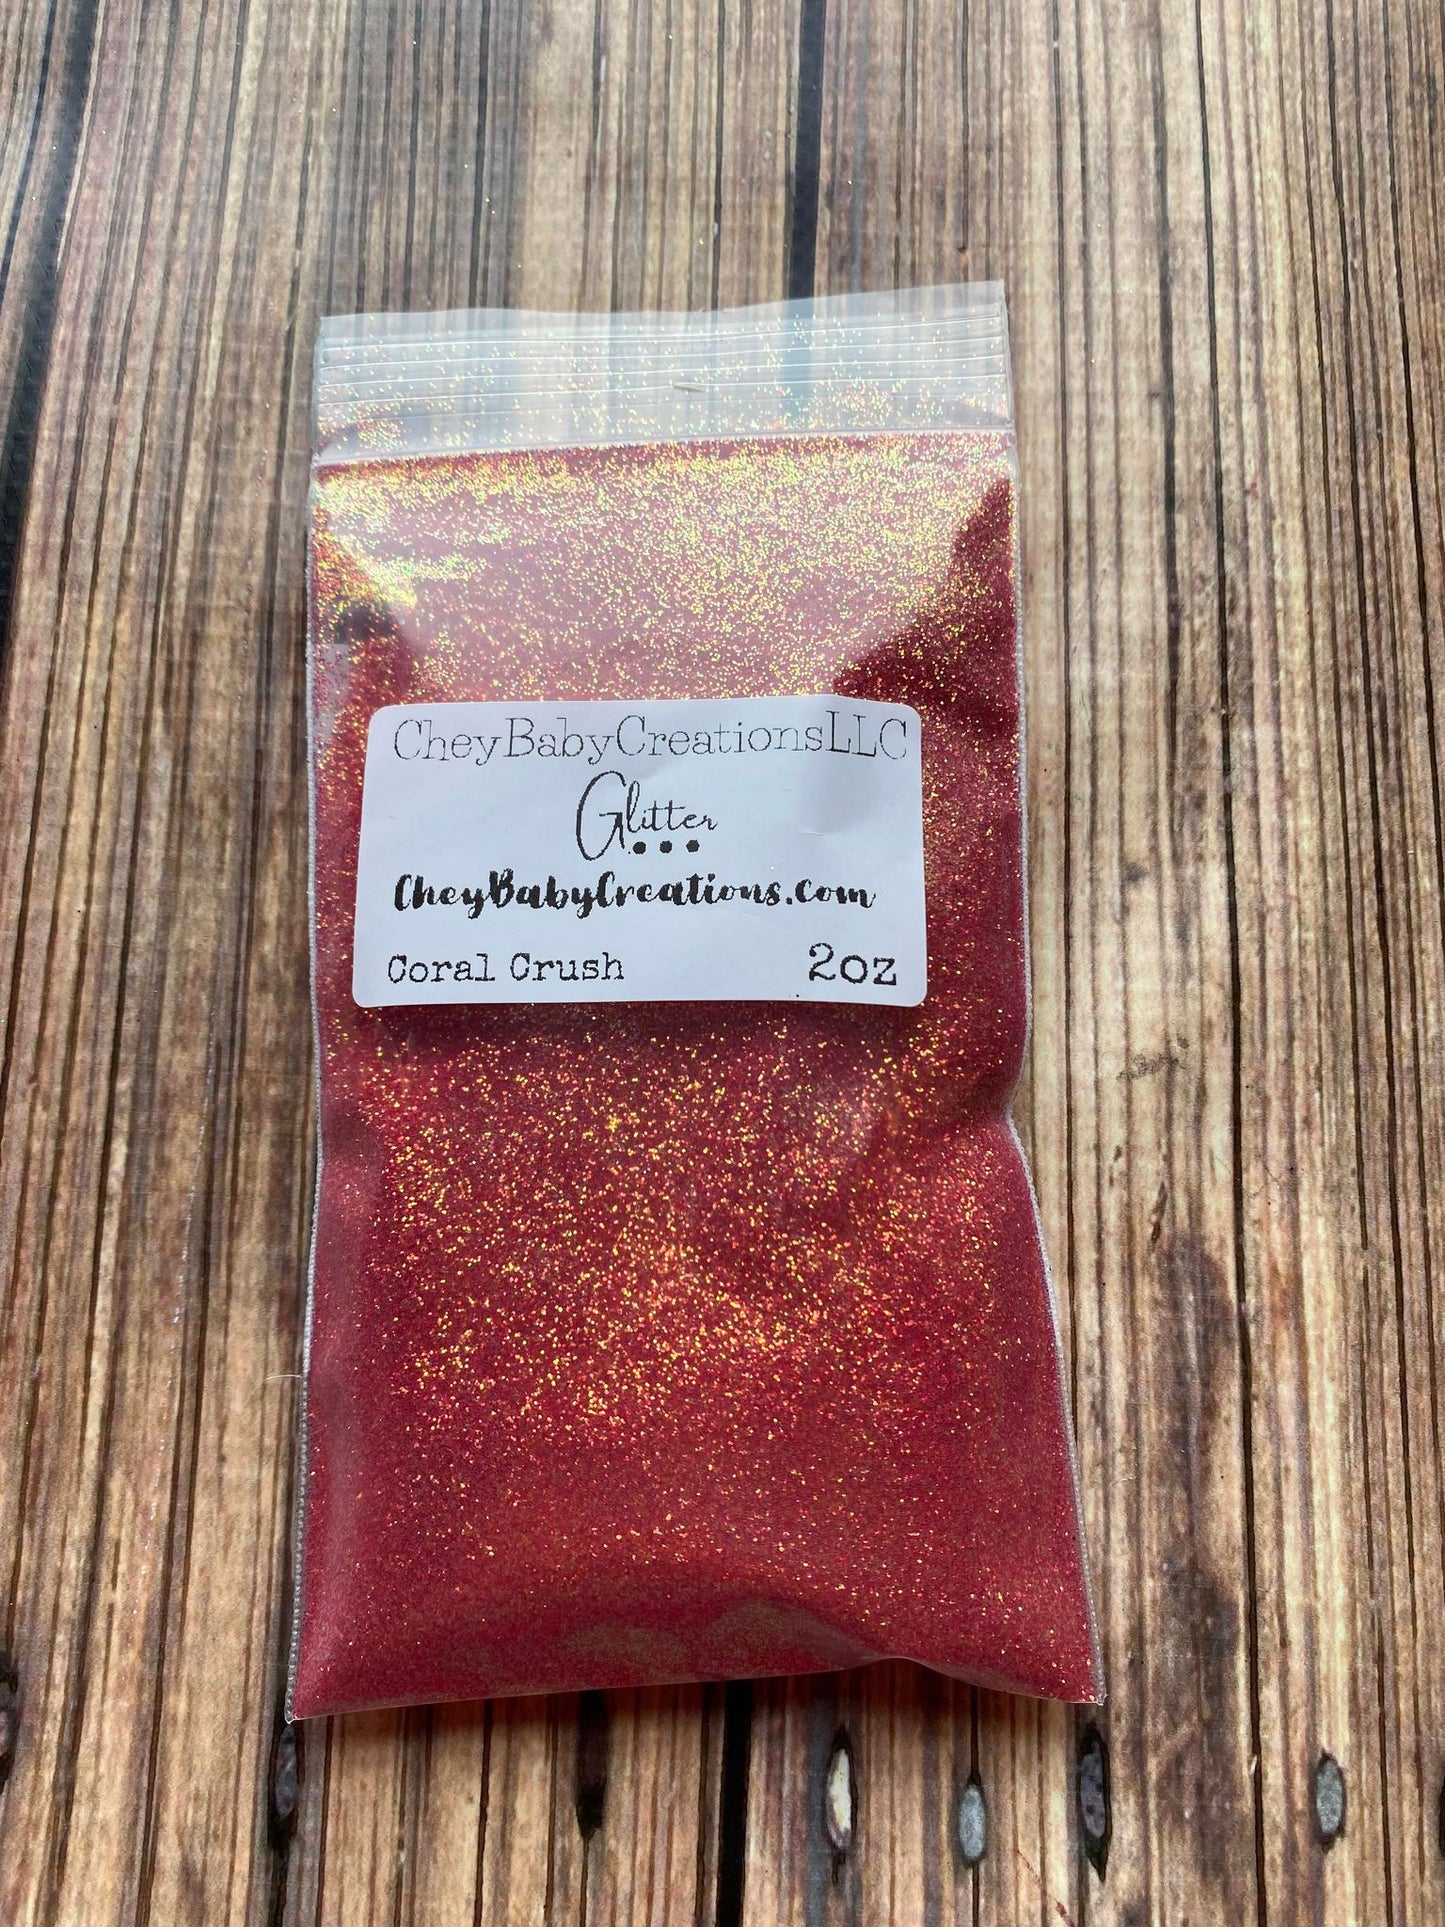 CheyBabyCreationsLLC
Glitter...
CheyBabyCreations.com
Coral Crush 2oz